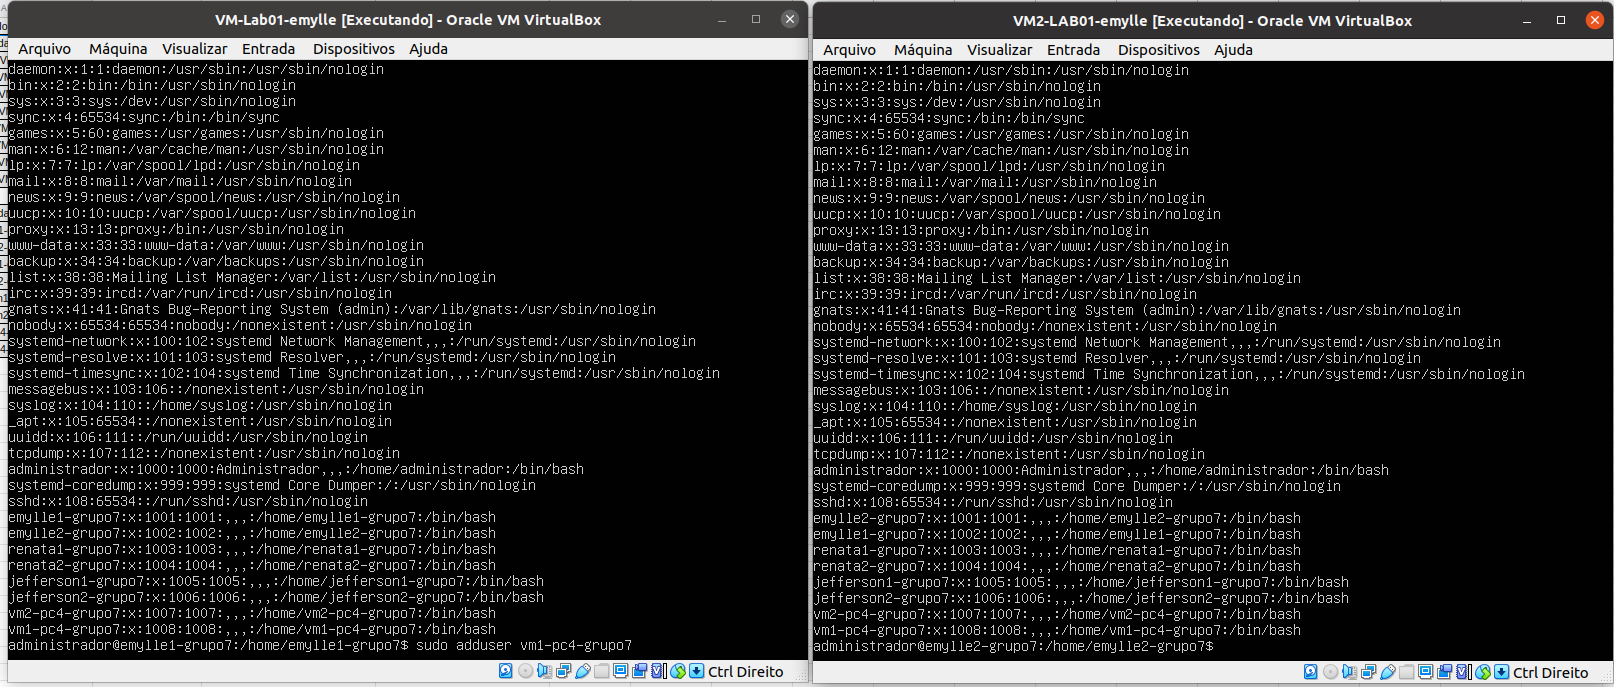 VM-Lab01-emylle [Executando] - Oracle VM VirtualBox
Arquivo Máquina Visualizar Entrada Dispositivos Ajuda
daemon:x:1:1:daemon:/usr/sbin:/usr/sbin/nologin
bin:x:2:2:bin:/bin:/usr/sbin/nologin
sys:x:3:3:sys:/dev:/usr/sbin/nologin
sync:x:4:65534:sync:/bin:/bin/sync
games:x:5:60:games:/usr/games:/usr/sbin/nologin
man:x:6:12:man:/var/cache/man:/usr/sbin/nologin
lp:x:7:7:lp:/var/spool/lpd:/usr/sbin/nologin
mail:x:8:8:mail:/var/mail:/usr/sbin/nologin
news:x:9:9:news:/var/spool/news:/usr/sbin/nologin
uucp:x:10:10:uucp:/var/spool/uucp:/usr/sbin/nologin
proxy:x:13:13:proxy:/bin:/usr/sbin/nologin
www-data:x:33:33:www-data:/var/www:/usr/sbin/nologin
backup:x:34:34:backup:/var/backups:/usr/sbin/nologin
list:x:38:38:Mailing List Manager:/var/list:/usr/sbin/nologin
irc:x:39:39:ircd:/var/run/ircd:/usr/sbin/nologin
gnats:x:41:41:Gnats Bug-Reporting System (admin):/var/lib/gnats:/usr/sbin/nologin
nobody:x:65534:65534:nobody:/nonexistent:/usr/sbin/nologin
systemd-network:x:100:102:systemd Network Management,,,:/run/systemd:/usr/sbin/nologin
systemd-resolve:x:101:103:systemd Resolver,,,:/run/systemd:/usr/sbin/nologin
systemd-timesync:x:102:104:systemd Time Synchronization,,,:/run/systemd:/usr/sbin/nologin
messagebus:x:103:106::/nonexistent:/usr/sbin/nologin
syslog:x:104:110::/home/syslog:/usr/sbin/nologin
_apt:x:105:65534::/nonexistent:/usr/sbin/nologin
uuidd:x:106:111::/run/uuidd:/usr/sbin/nologin
tcpdump:x:107:112::/nonexistent:/usr/sbin/nologin
administrador:x:1000:1000:Administrador,,,:/home/administrador:/bin/bash
systemd-coredump:x:999:999:systemd Core Dumper:/:/usr/sbin/nologin
sshd:x:108:65534::/run/sshd:/usr/sbin/nologin
emylle1-grupo7:x:1001:1001:,,,:/home/emylle1-grupo7:/bin/bash
emylle2-grupo7:x:1002:1002:,,,:/home/emylle2-grupo7:/bin/bash
renata1-grupo7:x:1003:1003:,,,:/home/renata1-grupo7:/bin/bash
renata2-grupo7:x:1004:1004:,,,:/home/renata2-grupo7:/bin/bash
jefferson1-grupo7:x:1005:1005:,,,:/home/jefferson1-grupo7:/bin/bash
jefferson2-grupo7:x:1006:1006:,,,:/home/jefferson2-grupo7:/bin/bash
vm2-pc4-grupo7:x:1007:1007:,,,:/home/vm2-pc4-grupo7:/bin/bash
vm1-pc4-grupo7:x:1008:1008:,,,:/home/vm1-pc4-grupo7:/bin/bash
administrador@emylle1-grupo7:/home/emylle1-grupo7$ sudo adduser vm1-pc4-grupo7
Ctrl Direito
VM2-LAB01-emylle [Executando] - Oracle VM VirtualBox
Arquivo Máquina Visualizar Entrada Dispositivos Ajuda
daemon:x:1:1:daemon:/usr/sbin:/usr/sbin/nologin
bin:x:2:2:bin:/bin:/usr/sbin/nologin
sys:x:3:3:sys:/dev:/usr/sbin/nologin
sync:x:4:65534:sync:/bin:/bin/sync
games:x:5:60:games:/usr/games:/usr/sbin/nologin
man:x:6:12:man:/var/cache/man:/usr/sbin/nologin
lp:x:7:7:lp:/var/spool/lpd:/usr/sbin/nologin
mail:x:8:8:mail:/var/mail:/usr/sbin/nologin
news:x:9:9:news:/var/spool/news:/usr/sbin/nologin
uucp:x:10:10:uucp:/var/spool/uucp:/usr/sbin/nologin
proxy:x:13:13:proxy:/bin:/usr/sbin/nologin
www-data:x:33:33:www-data:/var/www:/usr/sbin/nologin
backup:x:34:34:backup:/var/backups:/usr/sbin/nologin
list:x:38:38:Mailing List Manager:/var/list:/usr/sbin/nologin
irc:x:39:39:ircd:/var/run/ircd:/usr/sbin/nologin
gnats:x:41:41:Gnats Bug-Reporting System (admin):/var/lib/gnats:/usr/sbin/nologin
nobody:x:65534:65534:nobody:/nonexistent:/usr/sbin/nologin
systemd-network:x:100:102:systemd Network Management,,,:/run/systemd:/usr/sbin/nologin
systemd-resolve:x:101:103:systemd Resolver,,,:/run/systemd:/usr/sbin/nologin
systemd-timesync:x:102:104:systemd Time Synchronization,,,:/run/systemd:/usr/sbin/nologin
messagebus:x:103:106::/nonexistent:/usr/sbin/nologin
syslog:x:104:110::/home/syslog:/usr/sbin/nologin
_apt:x:105:65534::/nonexistent:/usr/sbin/nologin
uuidd:x:106:111::/run/uuidd:/usr/sbin/nologin
tcpdump:x:107:112::/nonexistent:/usr/sbin/nologin
administrador:x:1000:1000:Administrador,,,:/home/administrador:/bin/bash
systemd-coredump:x:999:999:systemd Core Dumper:/:/usr/sbin/nologin
sshd:x:108:65534::/run/sshd:/usr/sbin/nologin
emylle2-grupo7:x:1001:1001:,,,:/home/emylle2-grupo7:/bin/bash
emylle1-grupo7:x:1002:1002:,,,:/home/emylle1-grupo7:/bin/bash
renata1-grupo7:x:1003:1003:,,,:/home/renata1-grupo7:/bin/bash
renata2-grupo7:x:1004:1004:,,,:/home/renata2-grupo7:/bin/bash
jefferson1-grupo7:x:1005:1005:,,,:/home/jefferson1-grupo7:/bin/bash
jefferson2-grupo7:x:1006:1006:,,,:/home/jefferson2-grupo7:/bin/bash
vm2-pc4-grupo7:x:1007:1007:,,,:/home/vm2-pc4-grupo7:/bin/bash
vm1-pc4-grupo7:x:1008:1008:,,,:/home/vm1-pc4-grupo7:/bin/bash
administrador@emylle2-grupo7:/home/emylle2-grupo7$
Ctrl Direito